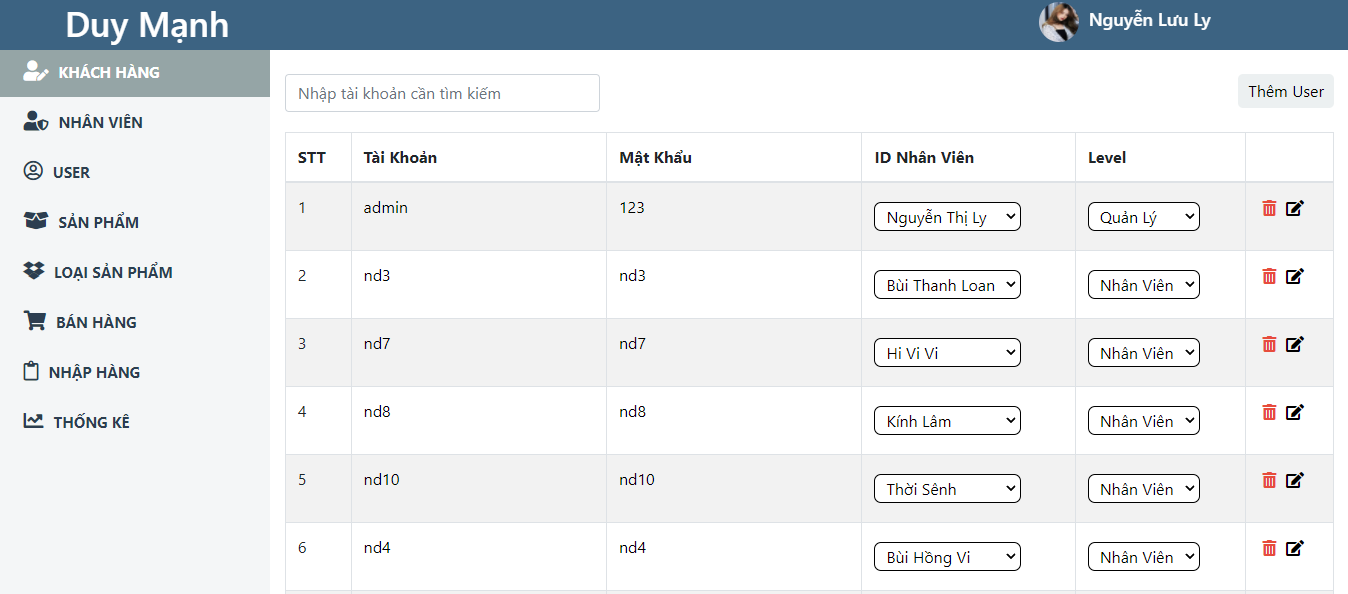 Duy Mạnh
Nguyễn Lưu Ly
KHÁCH HÀNG
NHÂN VIÊN
USER
SẢN PHẨM
LOẠI SẢN PHẨM
BÁN HÀNG
NHẬP HÀNG
THỐNG KÊ
Nhập tài khoản cần tìm kiếm
Thêm User
STT Tài Khoản Mật Khẩu ID Nhân Viên Level
1 admin 123 Nguyễn Thị Ly Quản Lý
2 nd3 nd3 Bùi Thanh Loan Nhân Viên
3 nd7 nd7 Hi Vi Vi Nhân Viên
4 nd8 nd8 Kính Lâm Nhân Viên
5 nd10 nd10 Thời Sênh Nhân Viên
6 nd4 nd4 Bùi Hồng Vi Nhân Viên